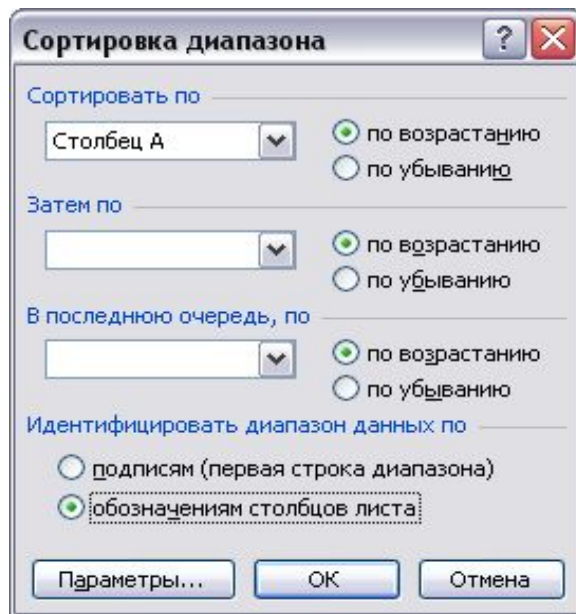 Сортировка диапазона
Сортировать по
Столбец А
по возрастанию
по убыванию
Затем по
по возрастанию
по убыванию
В последнюю очередь, по
по возрастанию
по убыванию
Идентифицировать диапазон данных по
подписям (первая строка диапазона)
обозначениям столбцов листа
Параметры...
ОК
Отмена